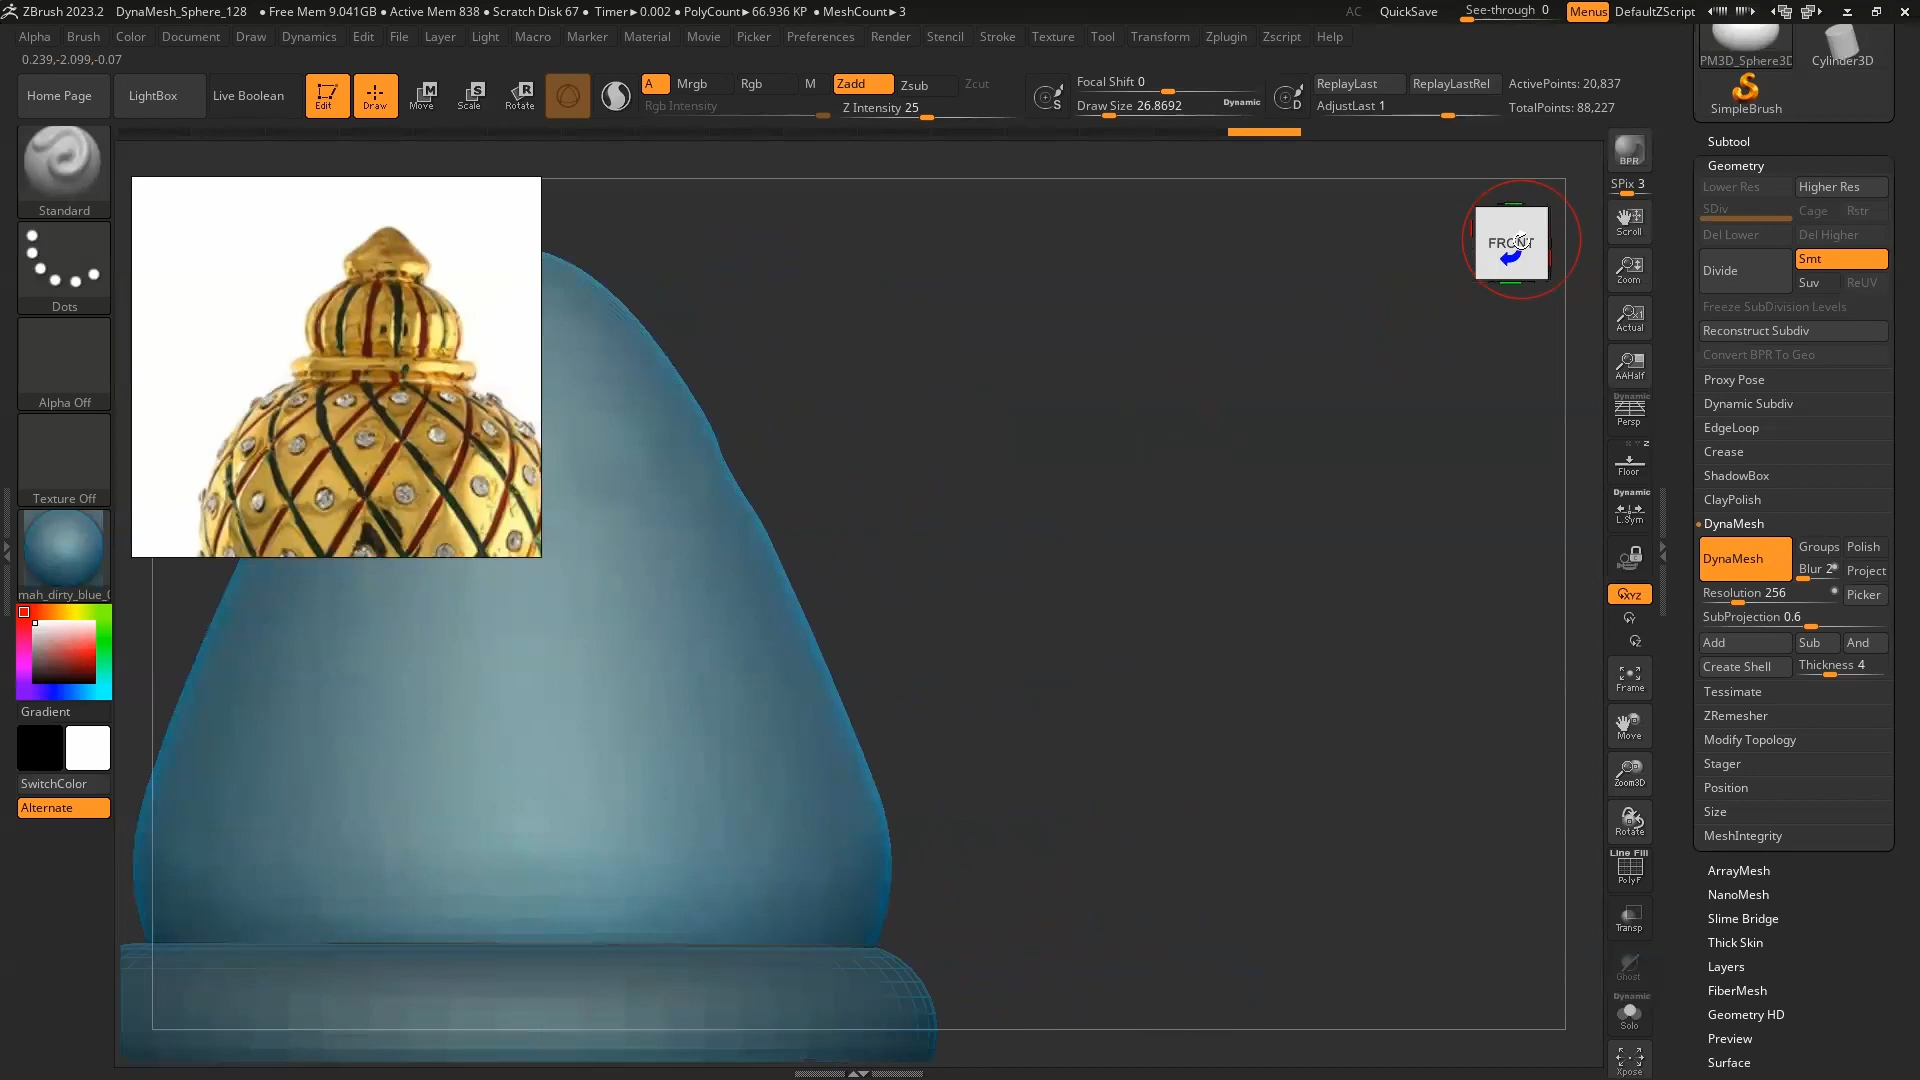 ZBrush 2023.2 DynaMesh_Sphere_128 ● Free Mem 9.041GB ● Active Mem 838 ● Scratch Disk 67 ● Timer►0.002 ● PolyCount►66.936 KP ● MeshCount►3 AC QuickSave See-through 0 Menus DefaultZScript
Alpha Brush Color Document Draw Dynamics Edit File Layer Light Macro Marker Material Movie Picker Preferences Render Stencil Stroke Texture Tool Transform Zplugin Zscript Help
0.239,-2.099,-0.07
Home Page LightBox Live Boolean Edit Draw Move Scale Rotate
A Mrgb Rgb M Zadd Zsub Zcut
Rgb Intensity Z Intensity 25
Focal Shift 0
Draw Size 26.8692 Dynamic
ReplayLast ReplayLastRel ActivePoints: 20,837
AdjustLast 1 TotalPoints: 88,227
Standard
Dots
Alpha Off
Texture Off
mah_dirty_blue_0
Gradient
SwitchColor
Alternate
FRONT
BPR
SPix 3
Scroll
Zoom
Actual
AAHalf
Dynamic
Persp
Floor
Dynamic
L.Sym
XYZ
Frame
Move
Zoom3D
Rotate
Line Fill
PolyF
Transp
Ghost
Dynamic
Solo
Xpose
PM3D_Sphere3D Cylinder3D
SimpleBrush
Subtool
Geometry
Lower Res Higher Res
SDiv Cage Rstr
Del Lower Del Higher
Divide Smt
Suv ReUV
Freeze SubDivision Levels
Reconstruct Subdiv
Convert BPR To Geo
Proxy Pose
Dynamic Subdiv
EdgeLoop
Crease
ShadowBox
ClayPolish
DynaMesh
DynaMesh Groups Polish
Blur 2 Project
Resolution 256 Picker
SubProjection 0.6
Add Sub And
Create Shell Thickness 4
Tessimate
ZRemesher
Modify Topology
Stager
Position
Size
MeshIntegrity
ArrayMesh
NanoMesh
Slime Bridge
Thick Skin
Layers
FiberMesh
Geometry HD
Preview
Surface